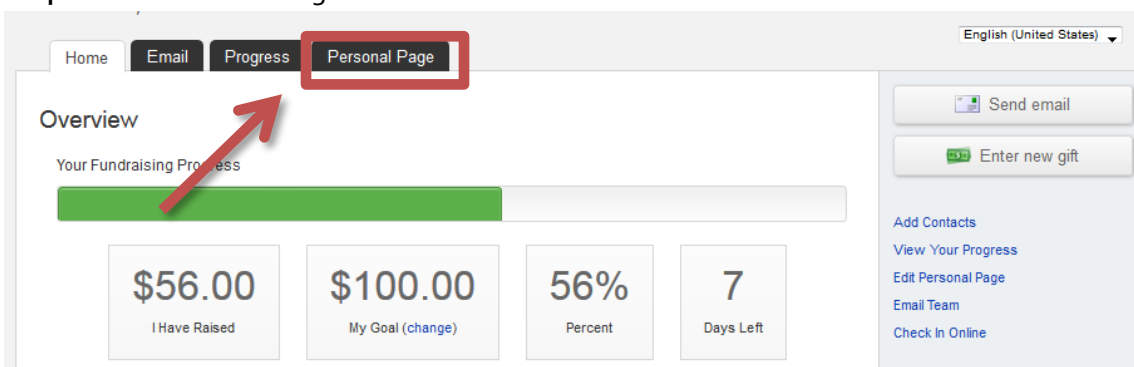 English (United States)
Home Email Progress Personal Page
Send email
Overview
Enter new gift
Your Fundraising Progress
Add Contacts
View Your Progress
Edit Personal Page
Email Team
Check In Online
$56.00 $100.00 56% 7
I Have Raised My Goal (change) Percent Days Left